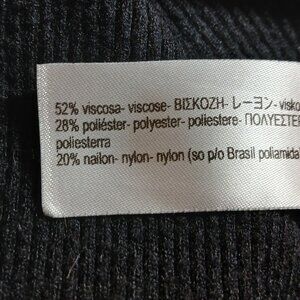 52% viscosa- viscose- ΒΙΣΚΟΖΗ- レーヨン- visko
28% poliéster- polyester- poliestere- ΠΟΛΥΕΣΤΕΡ
poliesterra
20% nailon- nylon- nylon (so p/o Brasil poliamida)